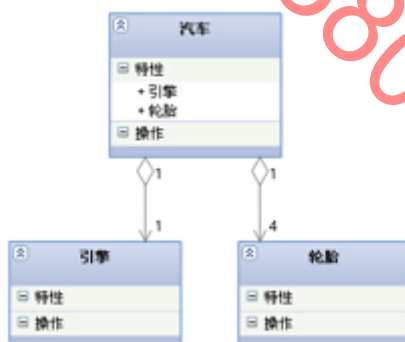 汽车
特性
+ 引擎
+ 轮胎
操作
1 1
1 4
引擎 轮胎
特性 特性
操作 操作